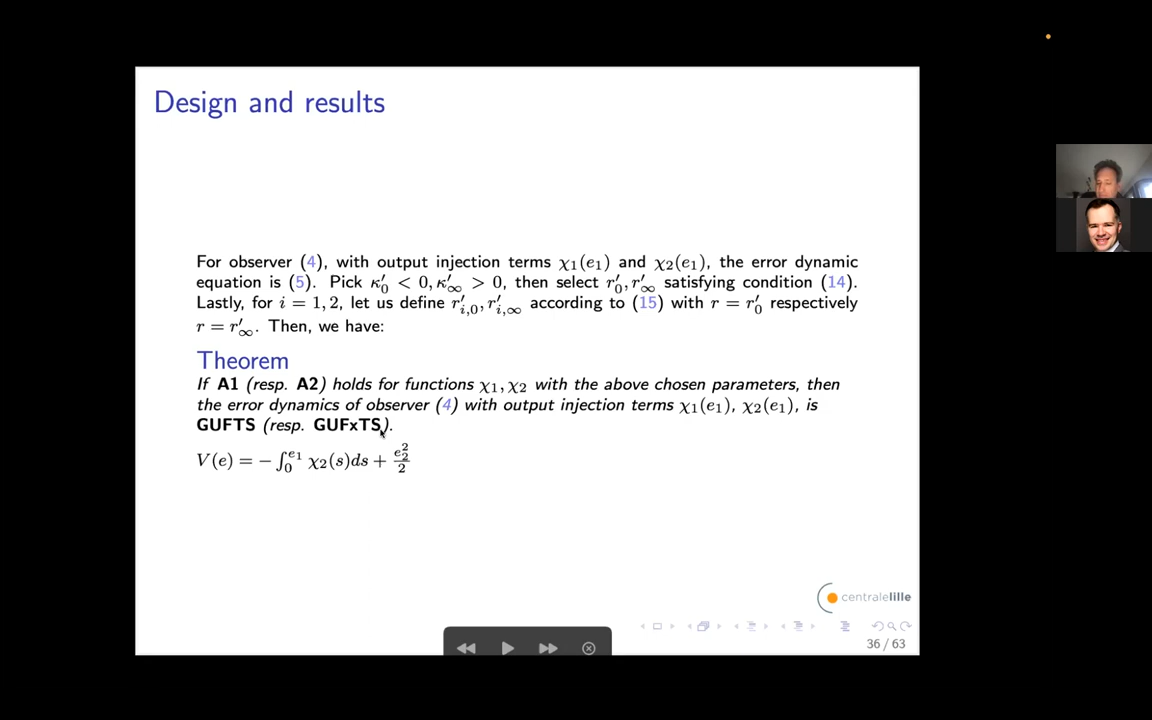 Design and results
For observer (4), with output injection terms χ₁(e₁) and χ₂(e₁), the error dynamic
equation is (5). Pick κ′₀ < 0, κ′∞ > 0, then select r′₀, r′∞ satisfying condition (14).
Lastly, for i = 1, 2, let us define r′ᵢ,₀, r′ᵢ,∞ according to (15) with r = r′₀ respectively
r = r′∞. Then, we have:
Theorem
If A1 (resp. A2) holds for functions χ₁, χ₂ with the above chosen parameters, then
the error dynamics of observer (4) with output injection terms χ₁(e₁), χ₂(e₁), is
GUFTS (resp. GUFxTS).
V(e) = − ∫₀^e₁ χ₂(s)ds + e₂²/2
centralelille
36 / 63